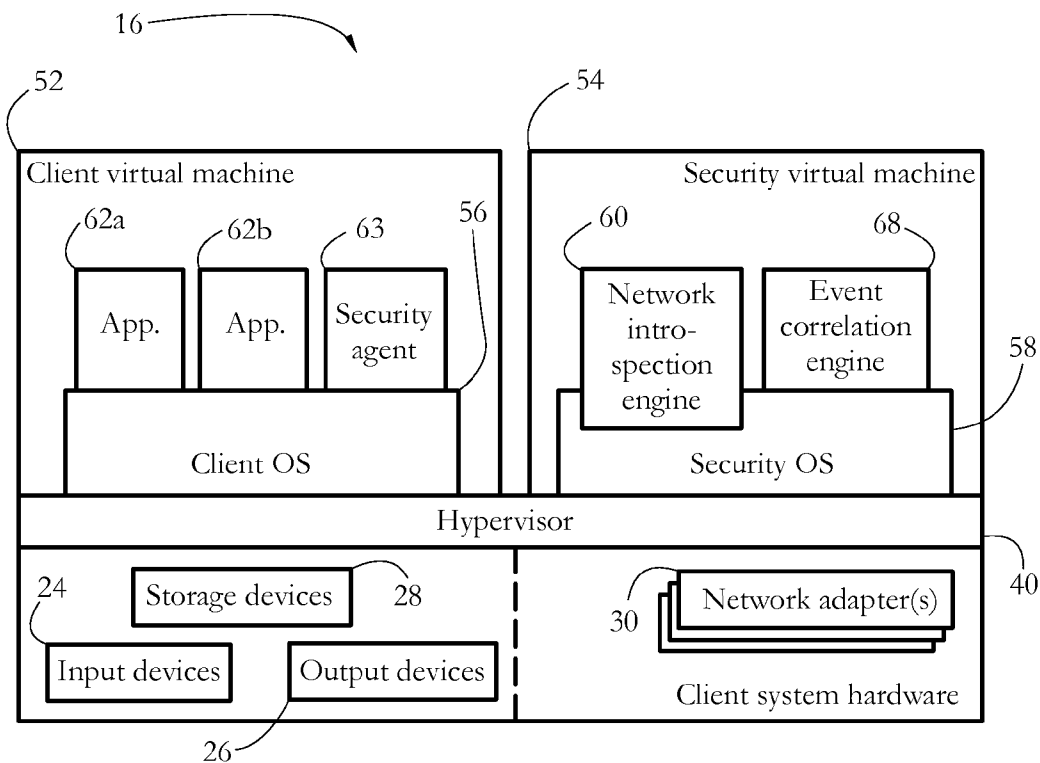 16
52
54
Client virtual machine
Security virtual machine
62a
62b
63
56
60
68
App.
App.
Security
agent
Network
intro-
spection
engine
Event
correlation
engine
58
Client OS
Security OS
Hypervisor
40
24
Storage devices
28
30
Network adapter(s)
Input devices
Output devices
Client system hardware
26